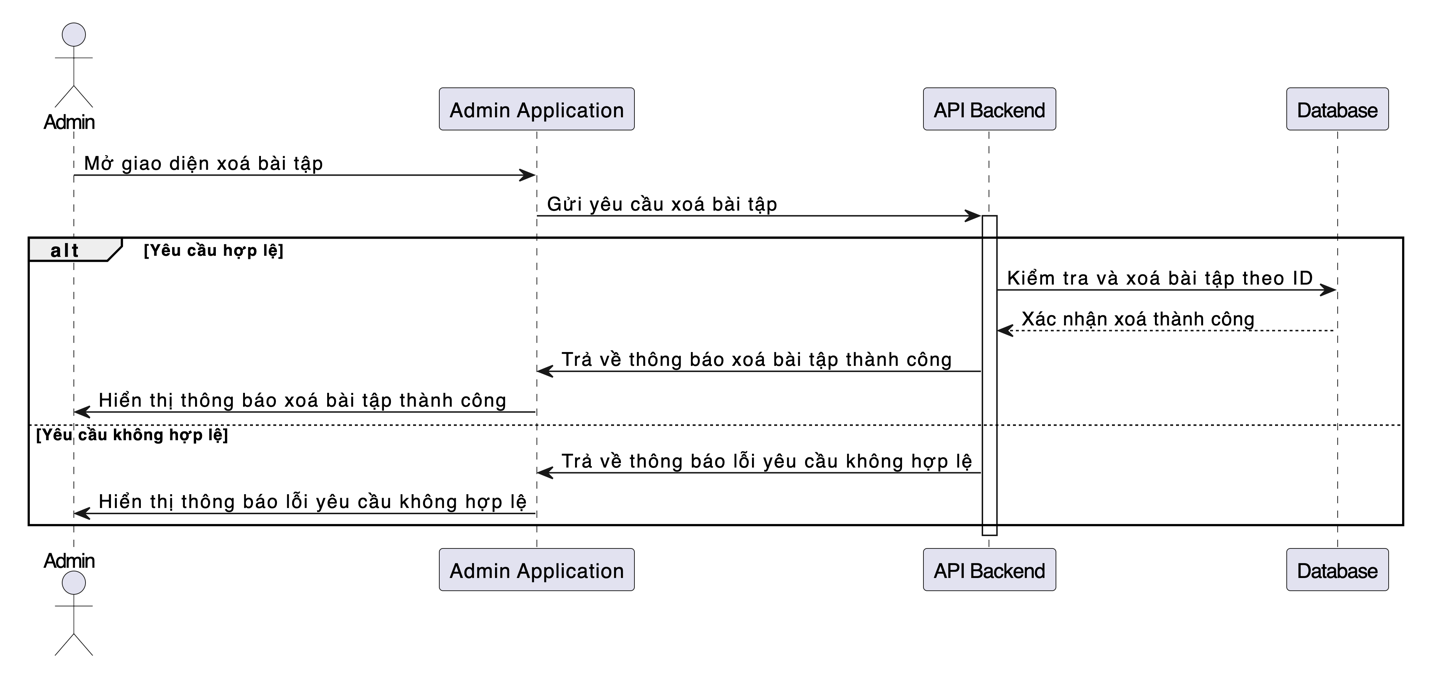 Admin
Admin Application
API Backend
Database
Mở giao diện xoá bài tập
Gửi yêu cầu xoá bài tập
alt
[Yêu cầu hợp lệ]
Kiểm tra và xoá bài tập theo ID
Xác nhận xoá thành công
Trả về thông báo xoá bài tập thành công
Hiển thị thông báo xoá bài tập thành công
[Yêu cầu không hợp lệ]
Trả về thông báo lỗi yêu cầu không hợp lệ
Hiển thị thông báo lỗi yêu cầu không hợp lệ
Admin
Admin Application
API Backend
Database